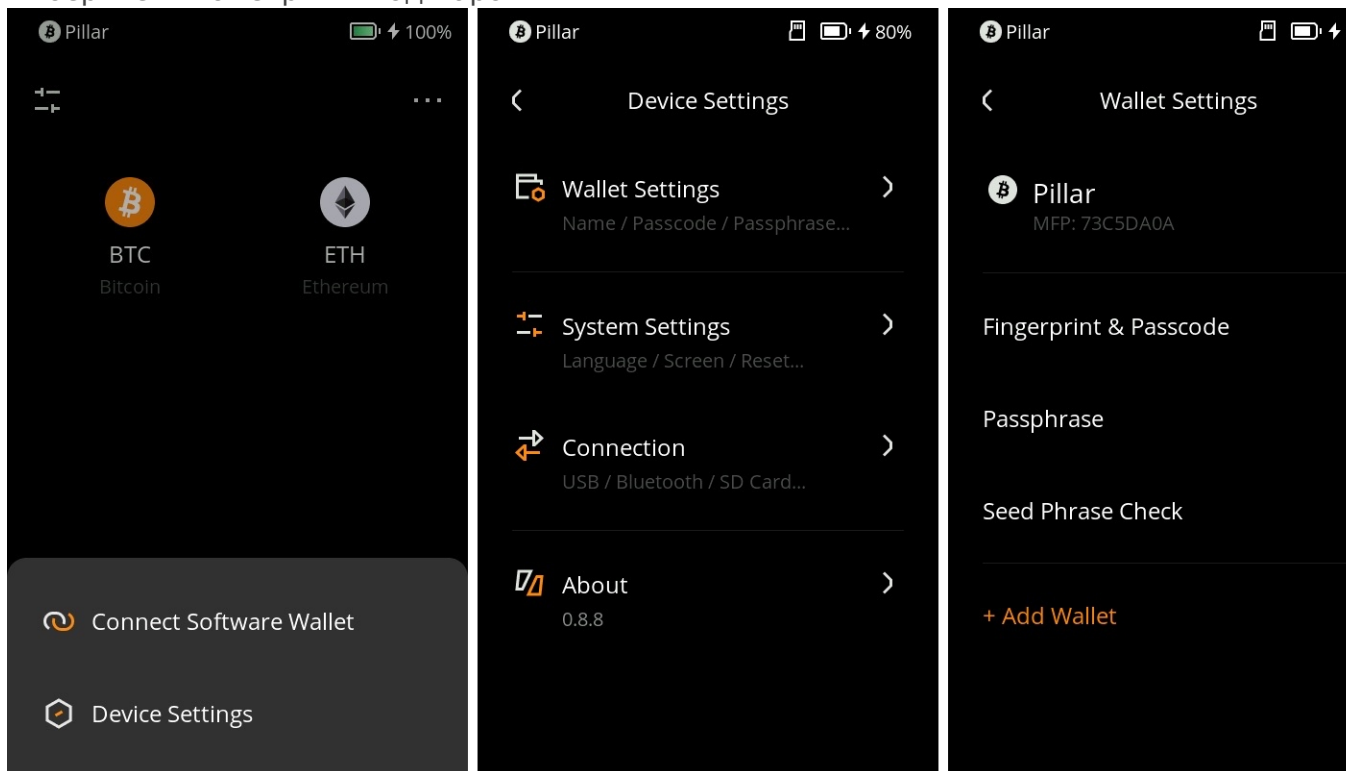 Pillar
100%
BTC
Bitcoin
ETH
Ethereum
Connect Software Wallet
Device Settings
Pillar
80%
Device Settings
Wallet Settings
Name / Passcode / Passphrase...
System Settings
Language / Screen / Reset...
Connection
USB / Bluetooth / SD Card...
About
0.8.8
Pillar
Wallet Settings
Pillar
MFP: 73C5DA0A
Fingerprint & Passcode
Passphrase
Seed Phrase Check
+ Add Wallet